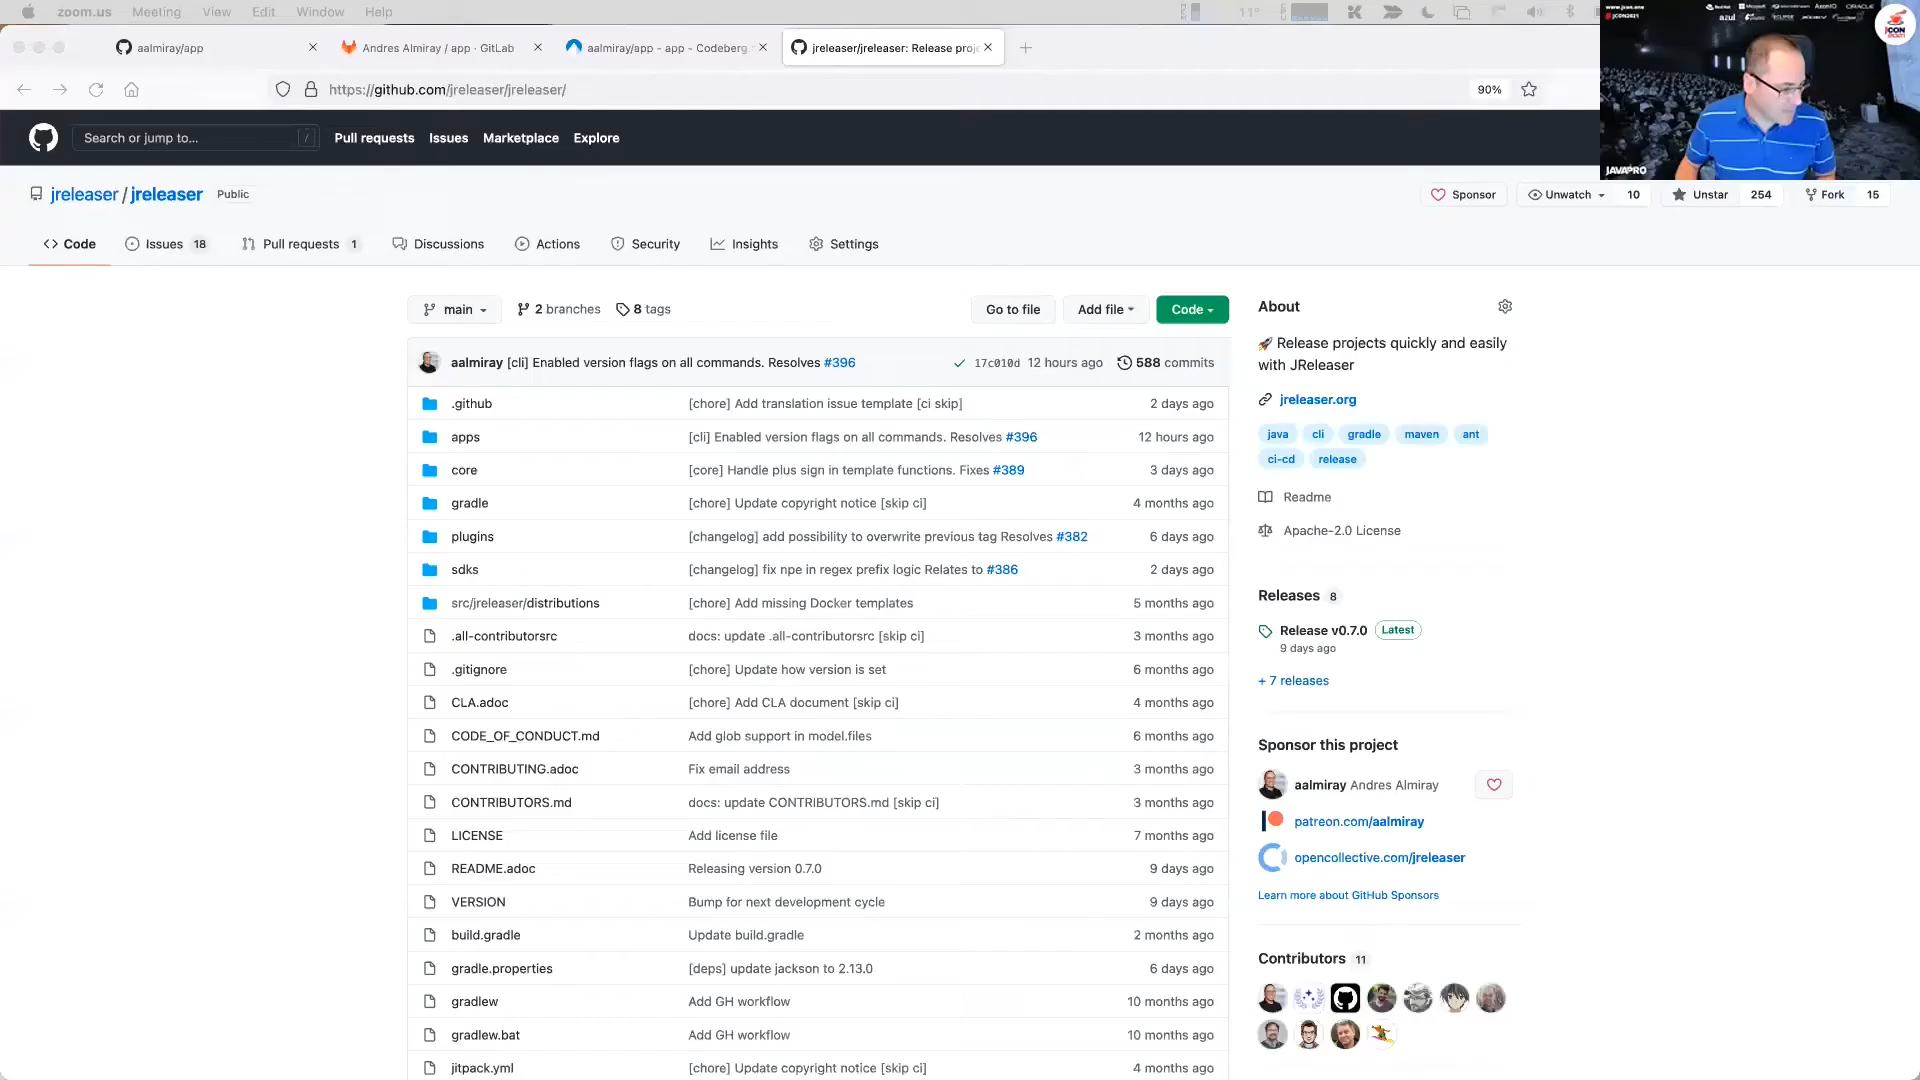 zoom.us Meeting View Edit Window Help 11°
aalmiray/app
Andres Almiray / app · GitLab
aalmiray/app - app - Codeberg.
jreleaser/jreleaser: Release proj
https://github.com/jreleaser/jreleaser/
90%
Search or jump to... /
Pull requests Issues Marketplace Explore
www.jcon.one
#JCON2021
azul
ORACLE
JCON
JAVAPRO
jreleaser / jreleaser Public
Sponsor
Unwatch 10
Unstar 254
Fork 15
Code
Issues 18
Pull requests 1
Discussions
Actions
Security
Insights
Settings
main
2 branches
8 tags
Go to file
Add file
Code
aalmiray [cli] Enabled version flags on all commands. Resolves #396
17c010d 12 hours ago
588 commits
.github [chore] Add translation issue template [ci skip] 2 days ago
apps [cli] Enabled version flags on all commands. Resolves #396 12 hours ago
core [core] Handle plus sign in template functions. Fixes #389 3 days ago
gradle [chore] Update copyright notice [skip ci] 4 months ago
plugins [changelog] add possibility to overwrite previous tag Resolves #382 6 days ago
sdks [changelog] fix npe in regex prefix logic Relates to #386 2 days ago
src/jreleaser/distributions [chore] Add missing Docker templates 5 months ago
.all-contributorsrc docs: update .all-contributorsrc [skip ci] 3 months ago
.gitignore [chore] Update how version is set 6 months ago
CLA.adoc [chore] Add CLA document [skip ci] 4 months ago
CODE_OF_CONDUCT.md Add glob support in model.files 6 months ago
CONTRIBUTING.adoc Fix email address 3 months ago
CONTRIBUTORS.md docs: update CONTRIBUTORS.md [skip ci] 3 months ago
LICENSE Add license file 7 months ago
README.adoc Releasing version 0.7.0 9 days ago
VERSION Bump for next development cycle 9 days ago
build.gradle Update build.gradle 2 months ago
gradle.properties [deps] update jackson to 2.13.0 6 days ago
gradlew Add GH workflow 10 months ago
gradlew.bat Add GH workflow 10 months ago
jitpack.yml [chore] Update copyright notice [skip ci] 4 months ago
About
🚀 Release projects quickly and easily
with JReleaser
jreleaser.org
java cli gradle maven ant
ci-cd release
Readme
Apache-2.0 License
Releases 8
Release v0.7.0 Latest
9 days ago
+ 7 releases
Sponsor this project
aalmiray Andres Almiray
patreon.com/aalmiray
opencollective.com/jreleaser
Learn more about GitHub Sponsors
Contributors 11